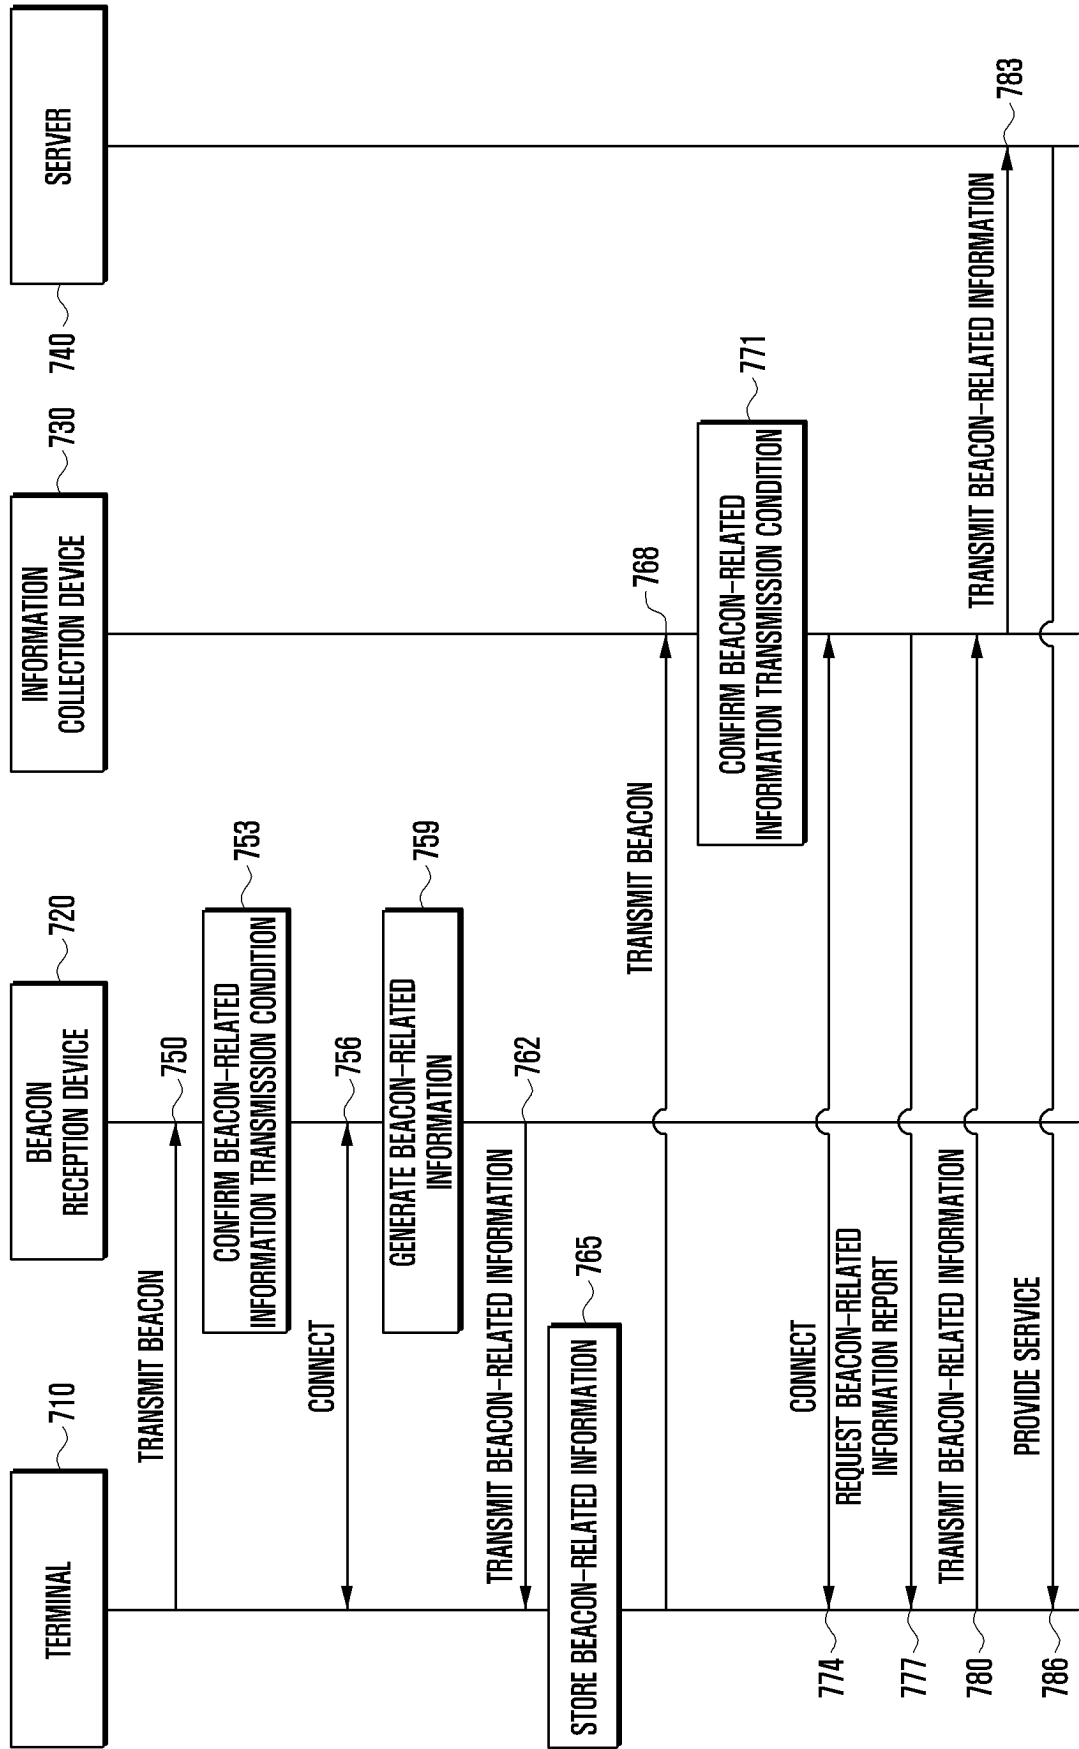 TERMINAL
710
BEACON
RECEPTION DEVICE
720
INFORMATION
COLLECTION DEVICE
730
SERVER
740
TRANSMIT BEACON
750
CONFIRM BEACON-RELATED
INFORMATION TRANSMISSION CONDITION
753
CONNECT
756
GENERATE BEACON-RELATED
INFORMATION
759
TRANSMIT BEACON-RELATED INFORMATION
762
STORE BEACON-RELATED INFORMATION
765
TRANSMIT BEACON
768
CONFIRM BEACON-RELATED
INFORMATION TRANSMISSION CONDITION
771
CONNECT
774
REQUEST BEACON-RELATED
INFORMATION REPORT
777
TRANSMIT BEACON-RELATED INFORMATION
780
TRANSMIT BEACON-RELATED INFORMATION
783
PROVIDE SERVICE
786